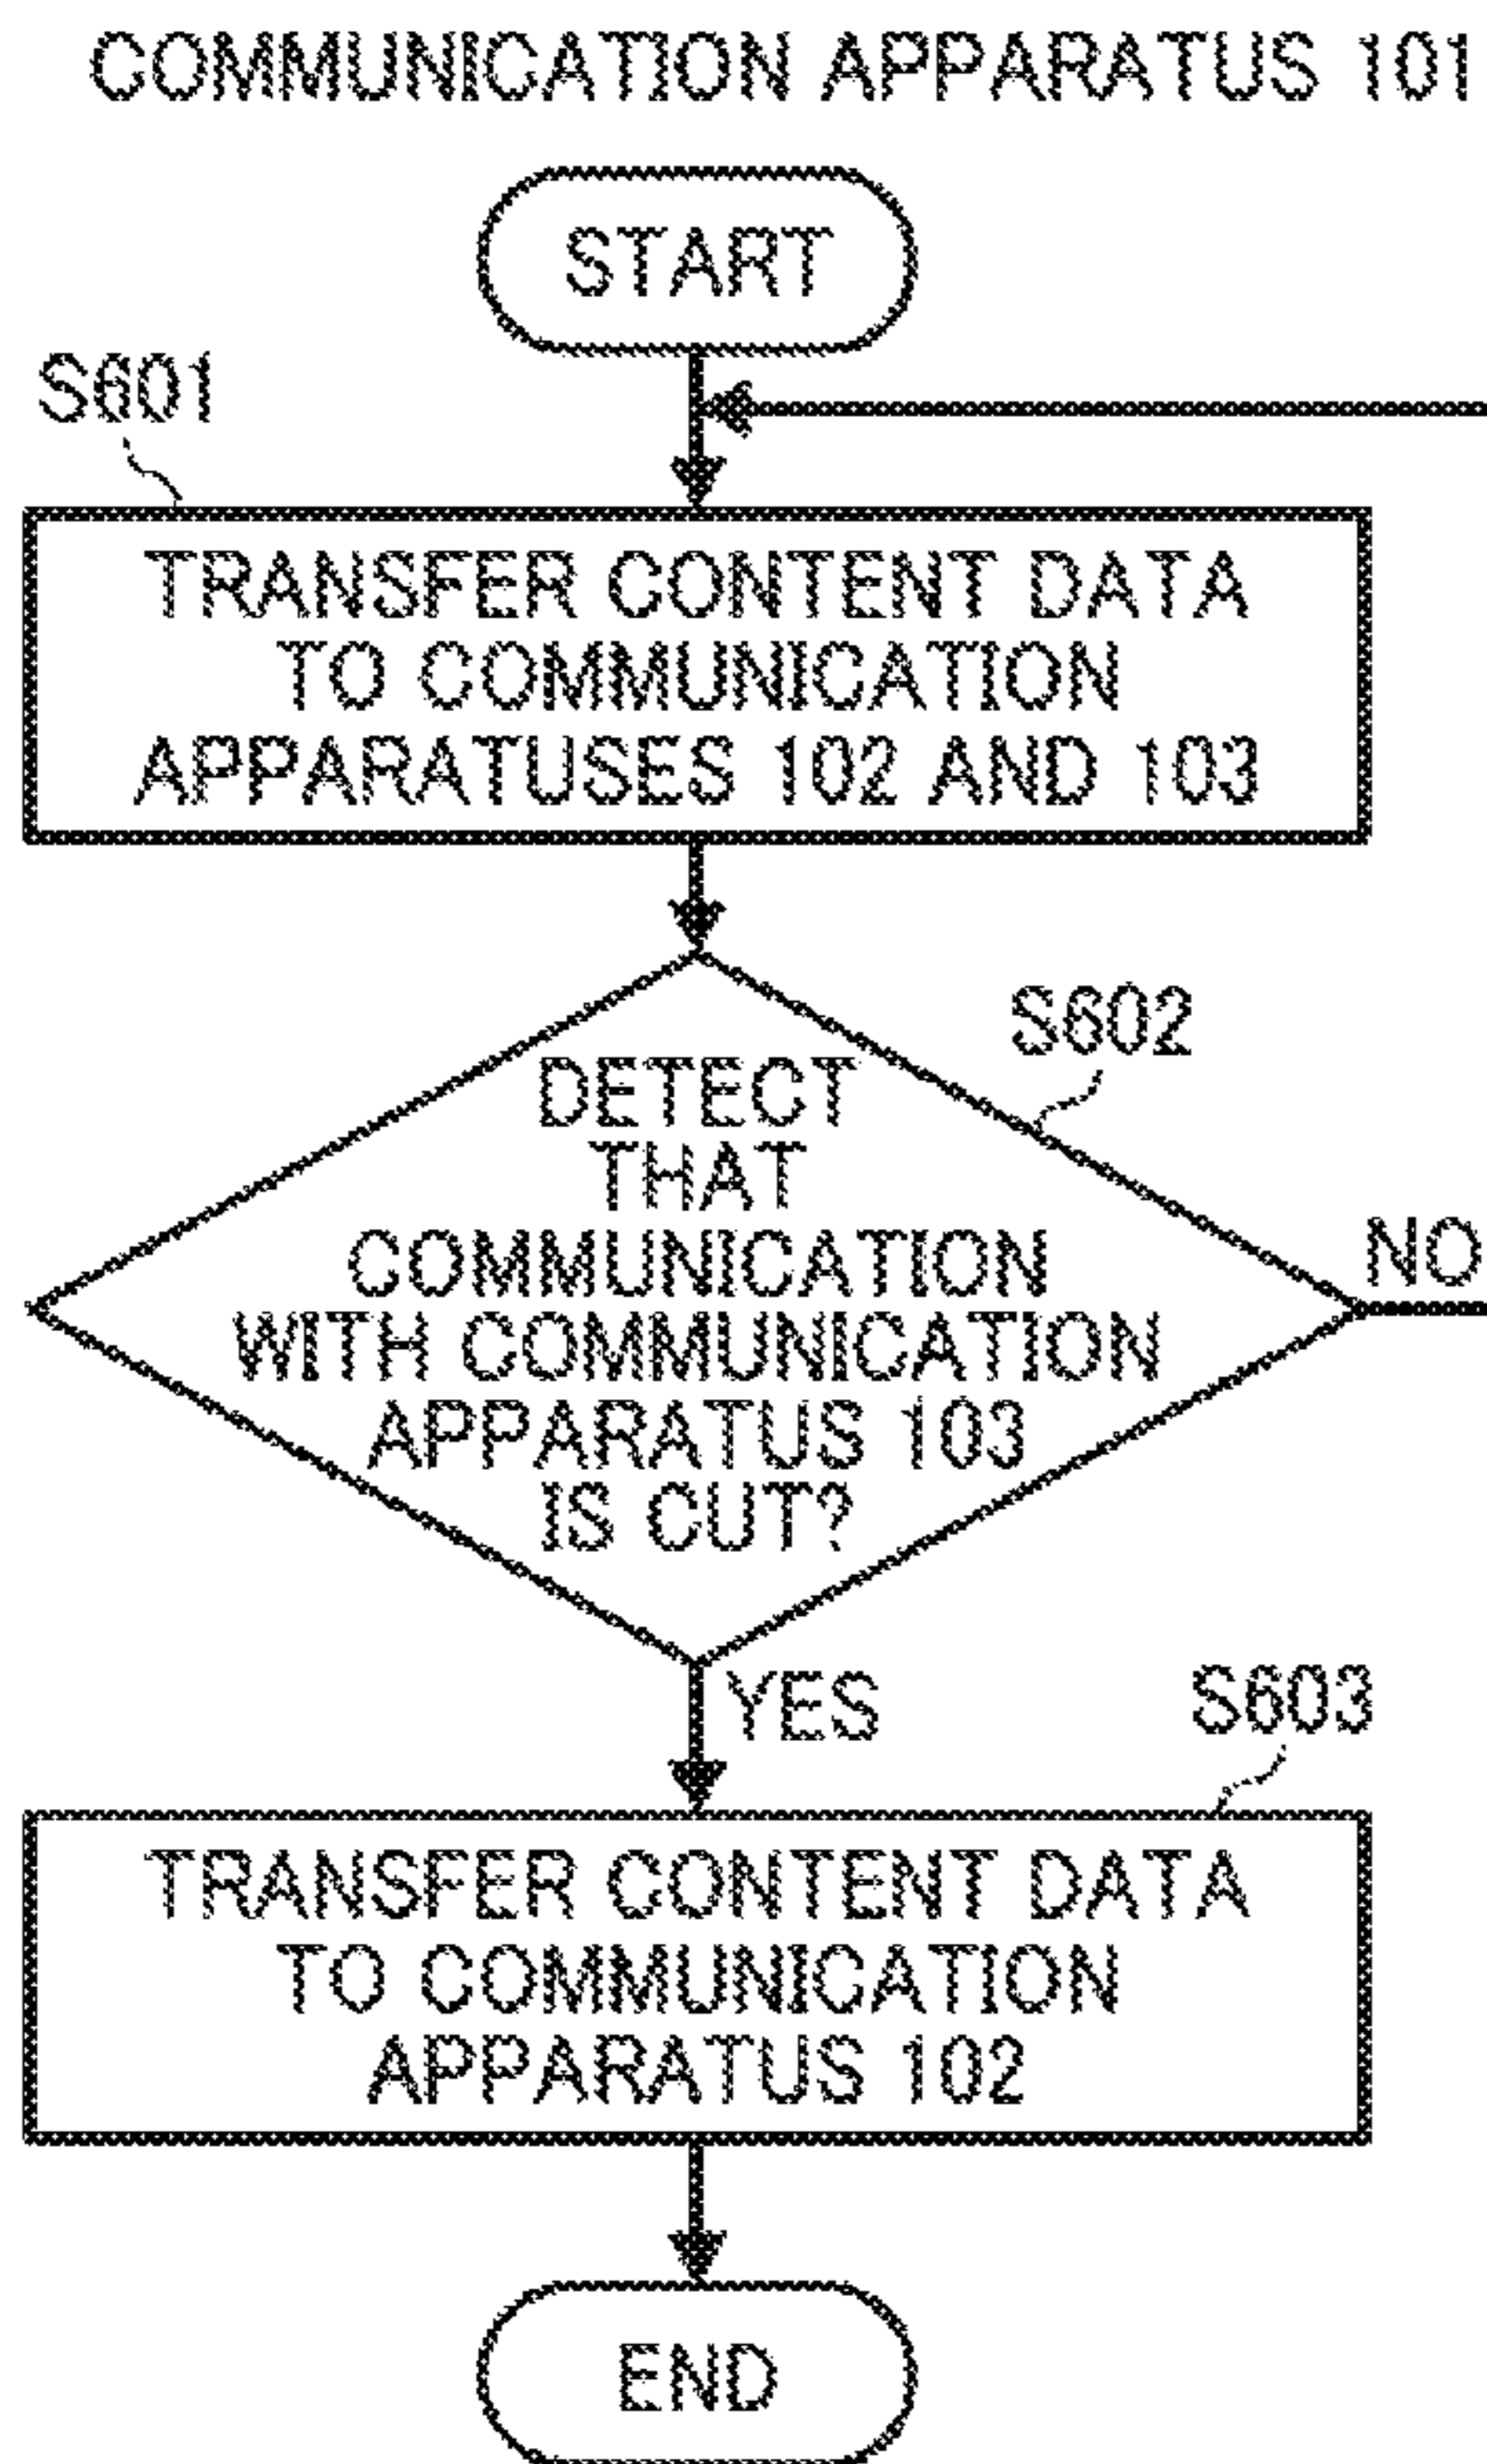 COMMUNICATION APPARATUS 101
START
S601
TRANSFER CONTENT DATA
TO COMMUNICATION
APPARATUSES 102 AND 103
S602
DETECT
THAT
COMMUNICATION
WITH COMMUNICATION
APPARATUS 103
IS CUT?
NO
YES
S603
TRANSFER CONTENT DATA
TO COMMUNICATION
APPARATUS 102
END